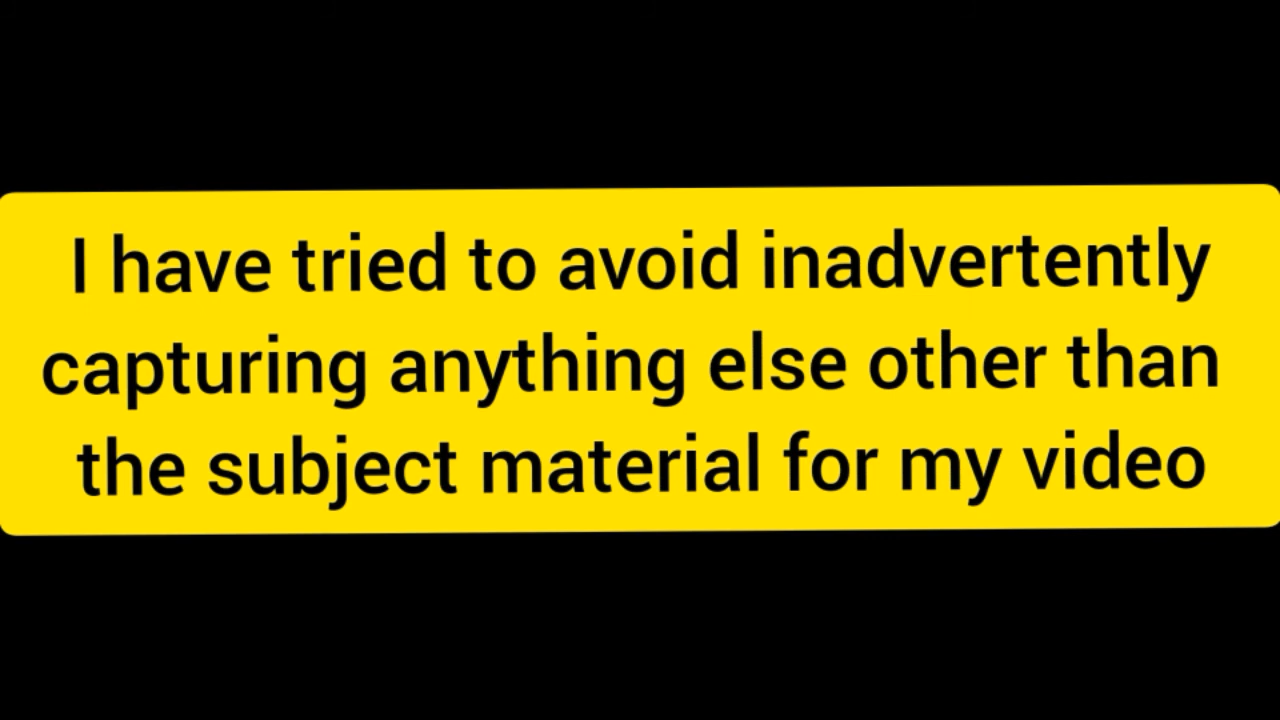 I have tried to avoid inadvertently
capturing anything else other than
the subject material for my video